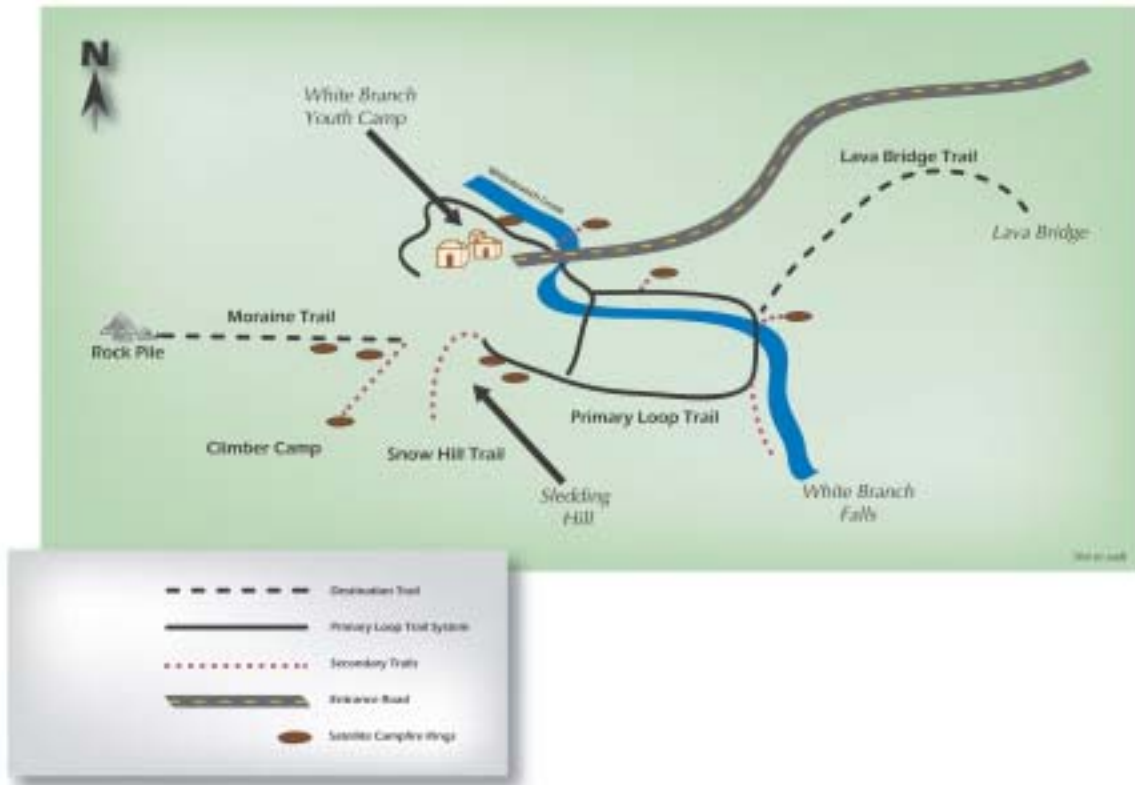 N
White Branch
Youth Camp
Lava Bridge Trail
Lava Bridge
Moraine Trail
Rock Pile
Primary Loop Trail
Climber Camp
Snow Hill Trail
Sledding
Hill
White Branch
Falls
Destination Trail
Primary Loop Trail System
Secondary Trails
Entrance Road
Satellite Campfire Rings